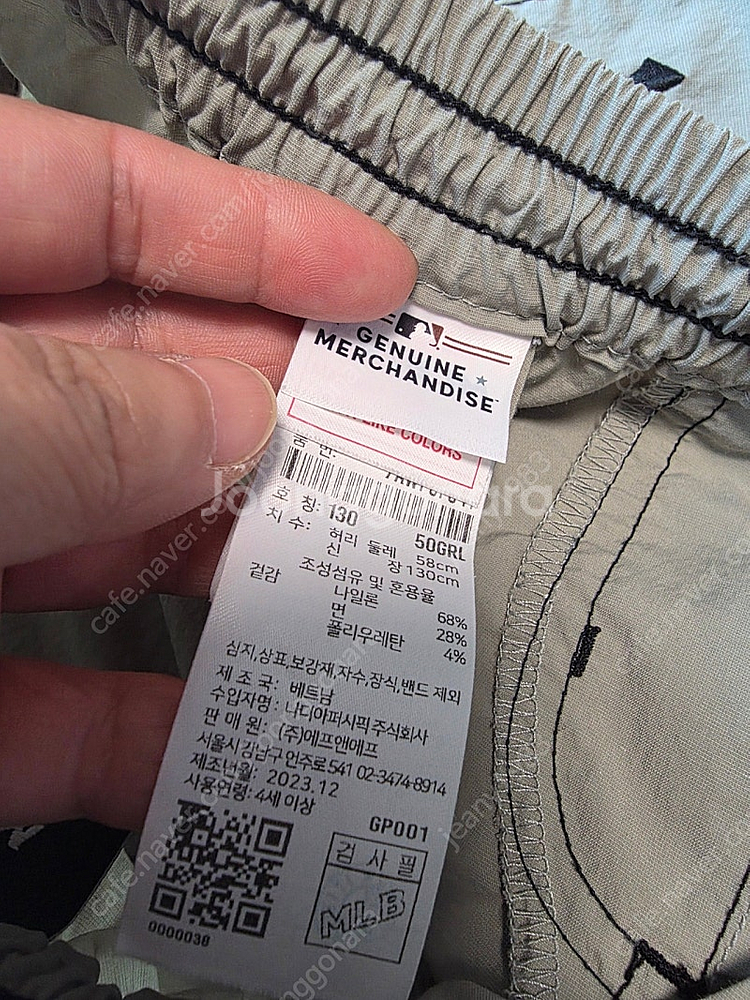 GENUINE
MERCHANDISE
LIKE COLORS
품 번:
호 칭: 130 50GRL
치 수: 허리 둘레 58cm
신 장 130cm
겉감 조성섬유 및 혼용율
나일론 68%
면 28%
폴리우레탄 4%
심지,상표,보강재,자수,장식,밴드 제외
제 조 국: 베트남
수입자명: 나디아퍼시픽주식회사
판 매 원: (주)에프앤에프
서울시강남구언주로541 02-3474-8914
제조년월: 2023.12
사용연령: 4세 이상
GP001
검사필
MLB
0000038
Joonggonara